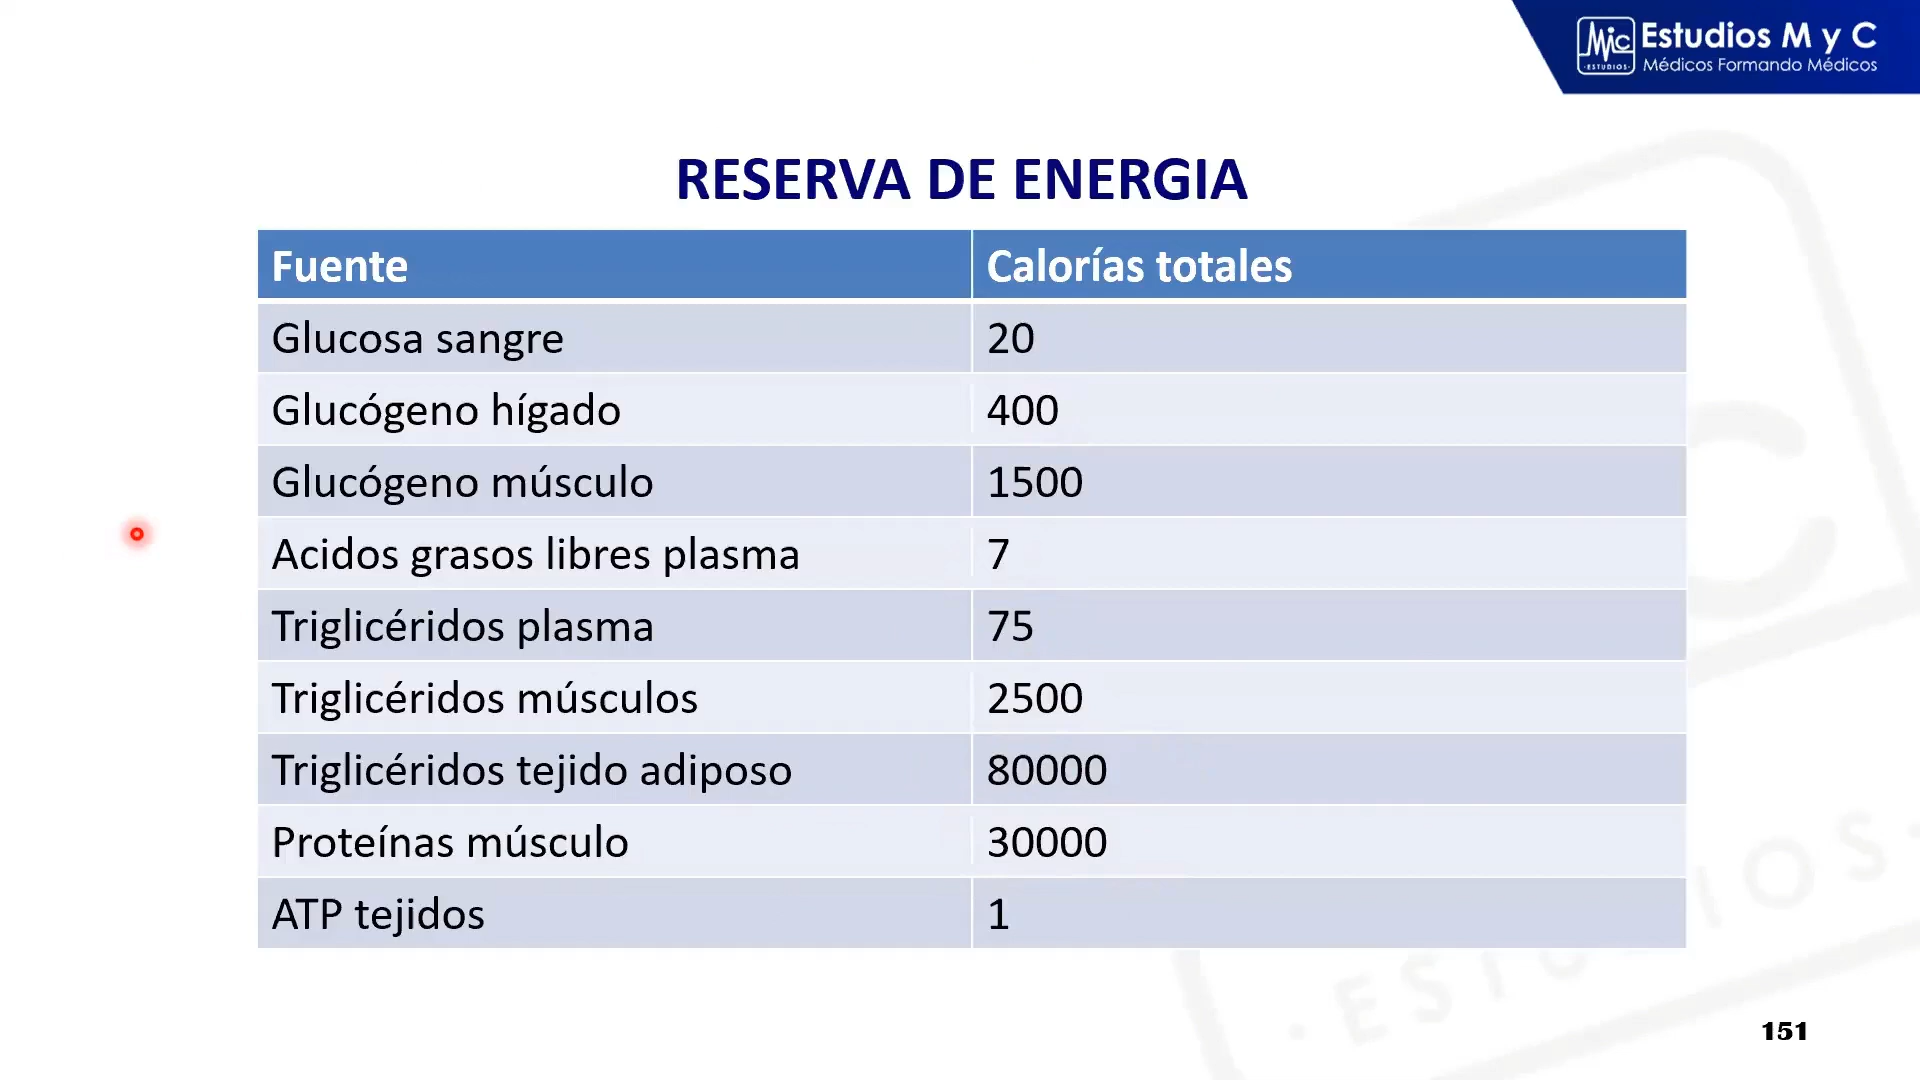 Mic Estudios M y C
·ESTUDIOS· Médicos Formando Médicos
RESERVA DE ENERGIA
Fuente Calorías totales
Glucosa sangre 20
Glucógeno hígado 400
Glucógeno músculo 1500
Acidos grasos libres plasma 7
Triglicéridos plasma 75
Triglicéridos músculos 2500
Triglicéridos tejido adiposo 80000
Proteínas músculo 30000
ATP tejidos 1
151